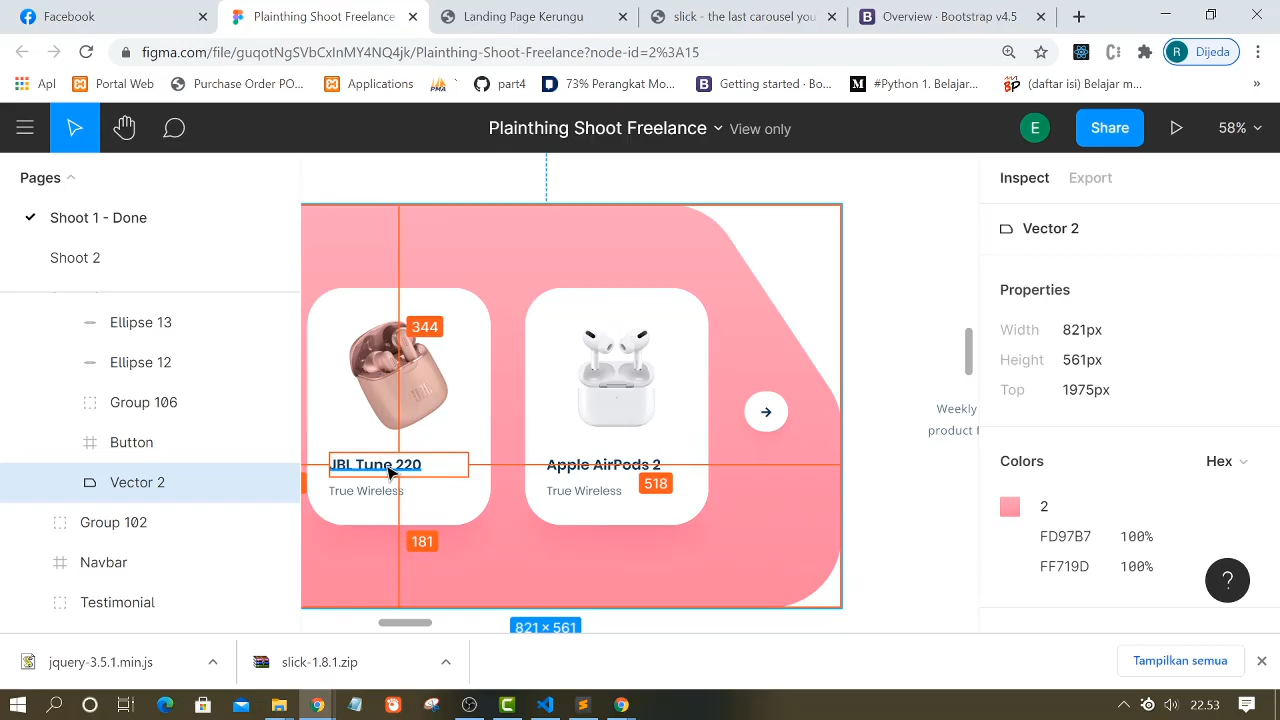 Facebook
Plainthing Shoot Freelance
Landing Page Kerungu
slick - the last carousel you
Overview · Bootstrap v4.5
figma.com/file/guqotNgSVbCxInMY4NQ4jk/Plainthing-Shoot-Freelance?node-id=2%3A15
R
Dijeda
Apl
Portal Web
Purchase Order PO...
Applications
PMA
part4
73% Perangkat Mo...
Getting started · Bo...
#Python 1. Belajar...
(daftar isi) Belajar m...
Plainthing Shoot Freelance
View only
E
Share
58%
Pages
Shoot 1 - Done
Shoot 2
Ellipse 13
Ellipse 12
Group 106
Button
Vector 2
Group 102
Navbar
Testimonial
344
JBL Tune 220
True Wireless
181
Apple AirPods 2
True Wireless
518
821 × 561
Weekly
product f
Inspect
Export
Vector 2
Properties
Width 821px
Height 561px
Top 1975px
Colors
Hex
2
FD97B7 100%
FF719D 100%
?
jquery-3.5.1.min.js
slick-1.8.1.zip
Tampilkan semua
22.53